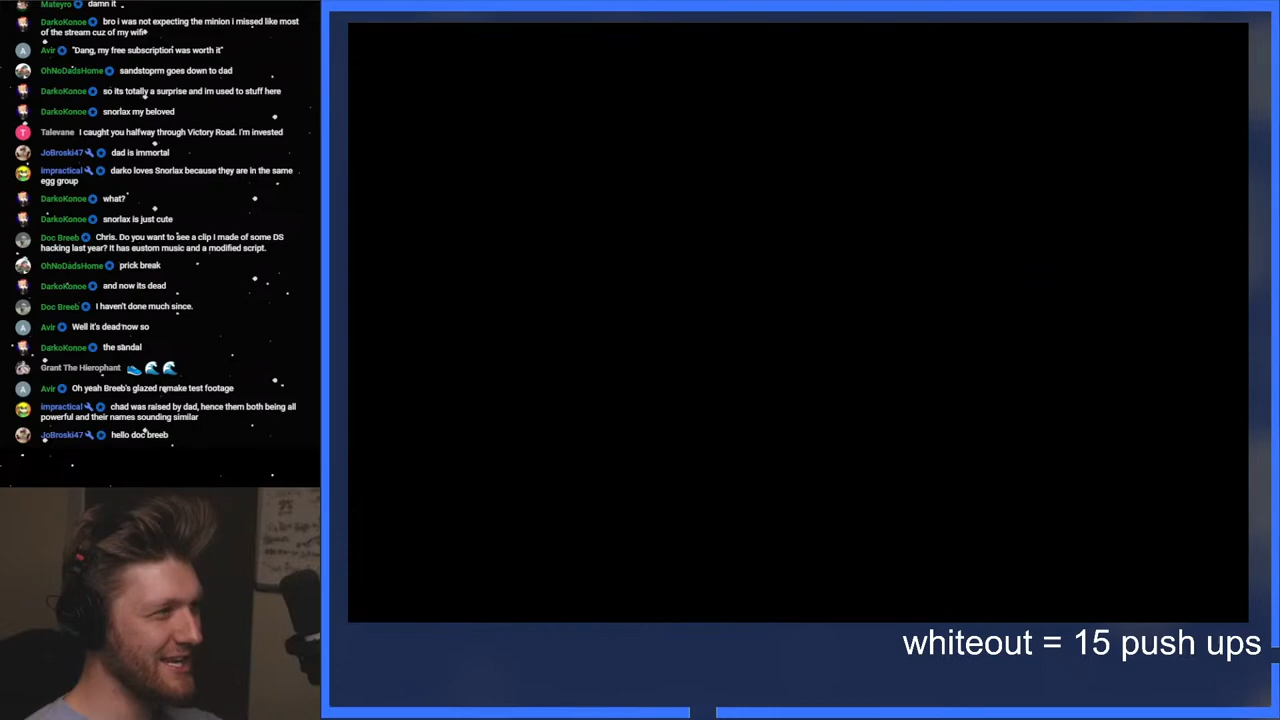 Mateyro damn it
DarkoKonoe bro i was not expecting the minion i missed like most
of the stream cuz of my wifi
A Avir "Dang, my free subscription was worth it"
OhNoDadsHome sandstoprm goes down to dad
DarkoKonoe so its totally a surprise and im used to stuff here
DarkoKonoe snorlax my beloved
T Talevane I caught you halfway through Victory Road. I'm invested
JoBroski47 dad is immortal
impractical darko loves Snorlax because they are in the same
egg group
DarkoKonoe what?
DarkoKonoe snorlax is just cute
Doc Breeb Chris. Do you want to see a clip I made of some DS
hacking last year? It has custom music and a modified script.
OhNoDadsHome prick break
DarkoKonoe and now its dead
Doc Breeb I haven't done much since.
A Avir Well it's dead now so
DarkoKonoe the sandal
Grant The Hierophant 👟 🌊 🌊
A Avir Oh yeah Breeb's glazed remake test footage
impractical chad was raised by dad, hence them both being all
powerful and their names sounding similar
JoBroski47 hello doc breeb
whiteout = 15 push ups